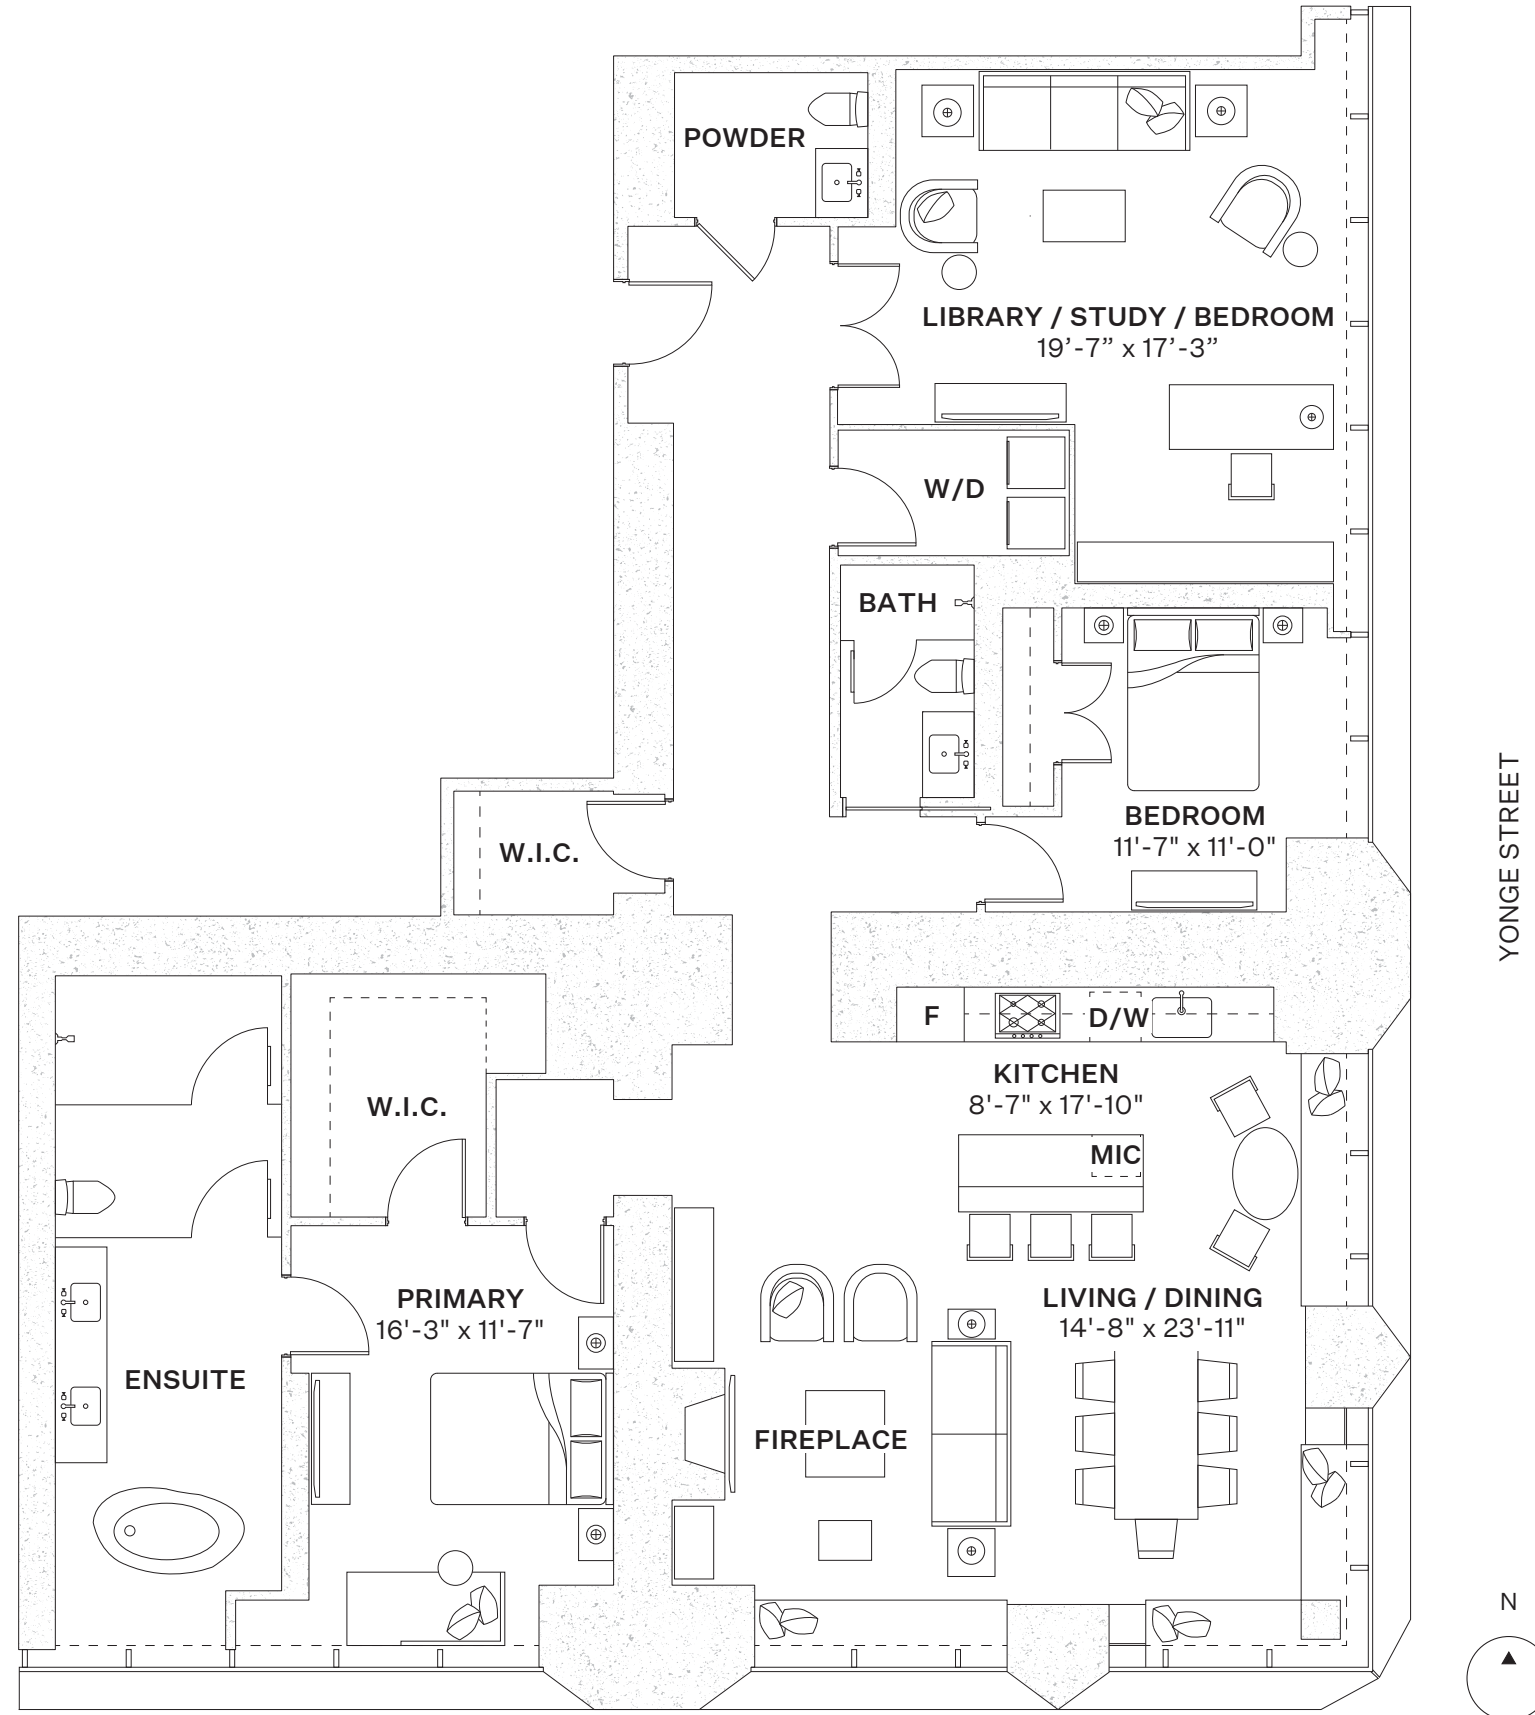 POWDER
LIBRARY / STUDY / BEDROOM
19’-7” x 17’-3”
W/D
BATH
BEDROOM
11'-7" x 11'-0"
YONGE STREET
W.I.C.
F
D/W
KITCHEN
8'-7" x 17'-10"
W.I.C.
MIC
PRIMARY
16'-3" x 11'-7"
LIVING / DINING
14'-8" x 23'-11"
ENSUITE
FIREPLACE
N